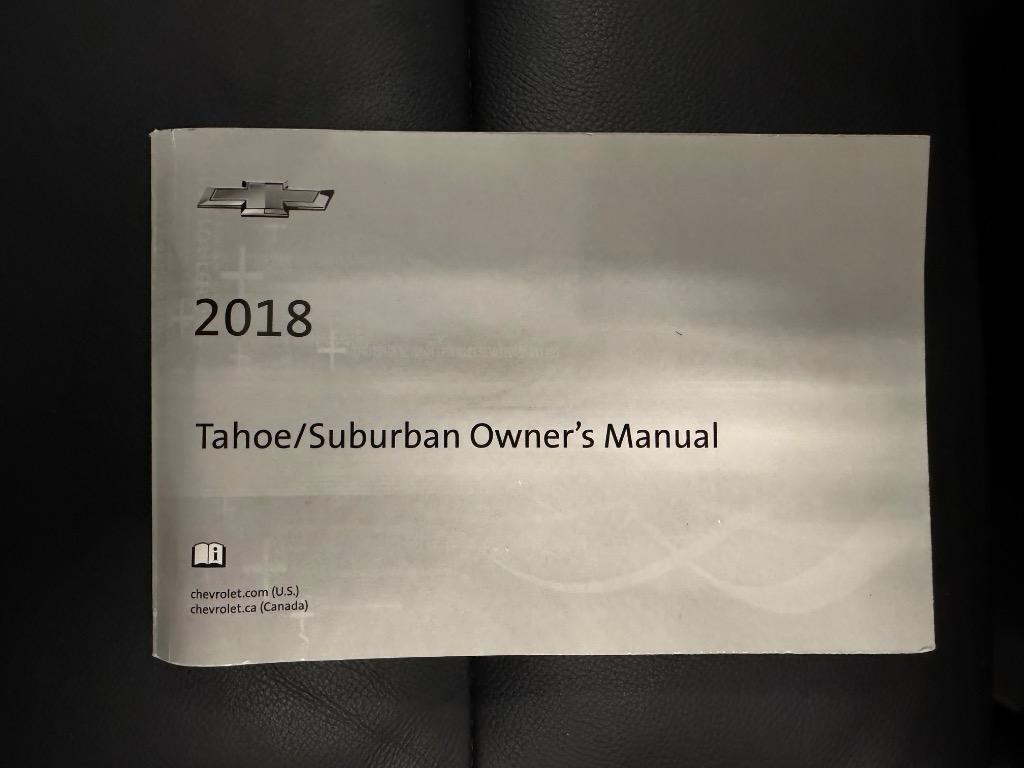 2018
Tahoe/Suburban Owner's Manual
i
chevrolet.com (U.S.)
chevrolet.ca (Canada)